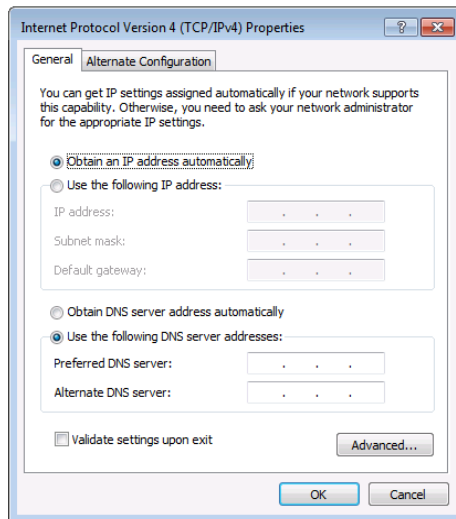 Internet Protocol Version 4 (TCP/IPv4) Properties
General
Alternate Configuration
You can get IP settings assigned automatically if your network supports
this capability. Otherwise, you need to ask your network administrator
for the appropriate IP settings.
Obtain an IP address automatically
Use the following IP address:
IP address: . . .
Subnet mask: . . .
Default gateway: . . .
Obtain DNS server address automatically
Use the following DNS server addresses:
Preferred DNS server: . . .
Alternate DNS server: . . .
Validate settings upon exit
Advanced...
OK
Cancel